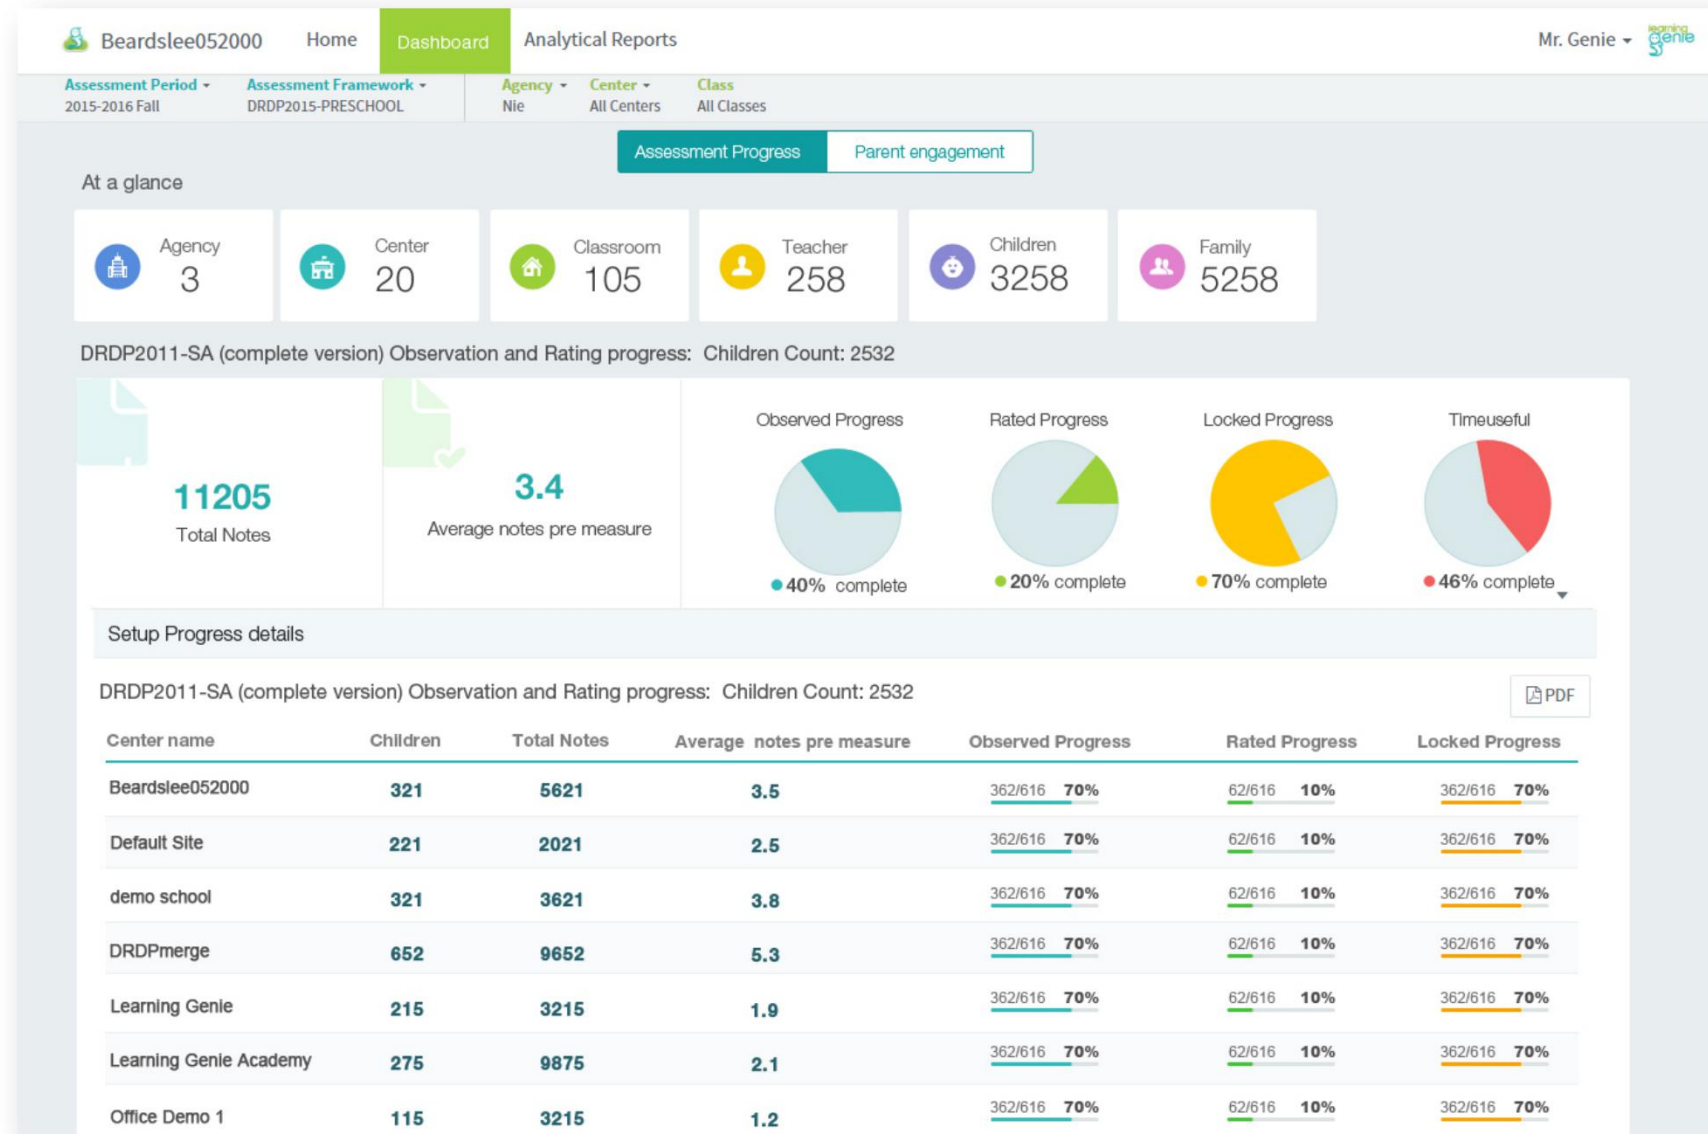 Beardslee052000 Home Dashboard Analytical Reports Mr. Genie learning genie
Assessment Period Assessment Framework Agency Center Class
2015-2016 Fall DRDP2015-PRESCHOOL Nie All Centers All Classes
Assessment Progress Parent engagement
At a glance
Agency Center Classroom Teacher Children Family
3 20 105 258 3258 5258
DRDP2011-SA (complete version) Observation and Rating progress: Children Count: 2532
Observed Progress Rated Progress Locked Progress Timeuseful
11205 3.4
Total Notes Average notes pre measure
40% complete 20% complete 70% complete 46% complete
Setup Progress details
DRDP2011-SA (complete version) Observation and Rating progress: Children Count: 2532 PDF
Center name Children Total Notes Average notes pre measure Observed Progress Rated Progress Locked Progress
Beardslee052000 321 5621 3.5 362/616 70% 62/616 10% 362/616 70%
Default Site 221 2021 2.5 362/616 70% 62/616 10% 362/616 70%
demo school 321 3621 3.8 362/616 70% 62/616 10% 362/616 70%
DRDPmerge 652 9652 5.3 362/616 70% 62/616 10% 362/616 70%
Learning Genie 215 3215 1.9 362/616 70% 62/616 10% 362/616 70%
Learning Genie Academy 275 9875 2.1 362/616 70% 62/616 10% 362/616 70%
Office Demo 1 115 3215 1.2 362/616 70% 62/616 10% 362/616 70%